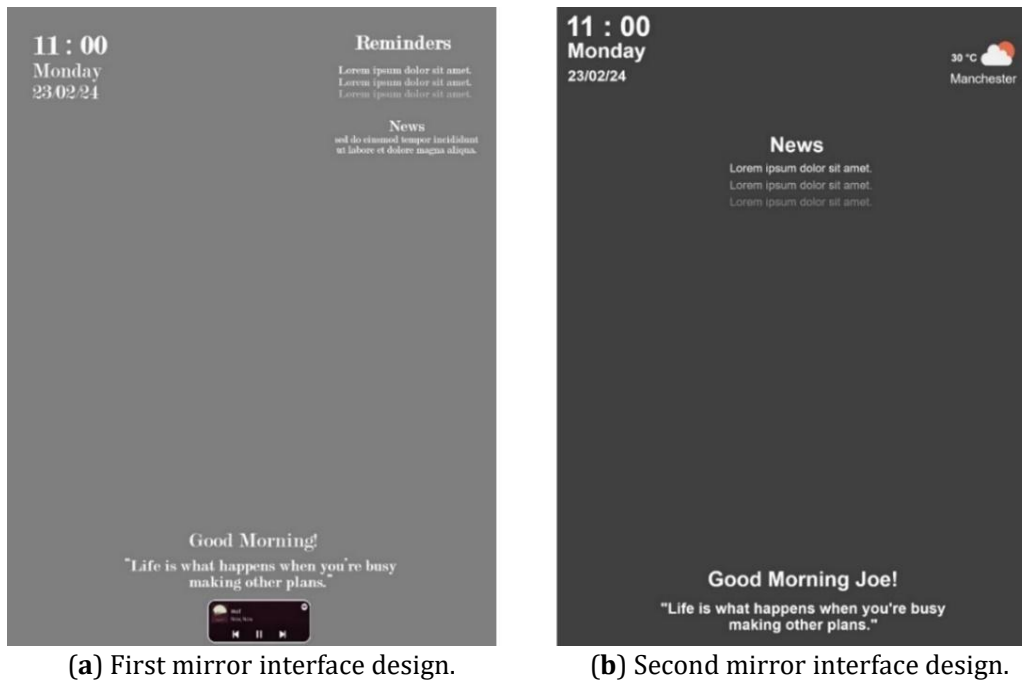 11 : 00
Monday
23/02/24
Reminders
Lorem ipsum dolor sit amet.
Lorem ipsum dolor sit amet.
Lorem ipsum dolor sit amet.
News
sed do eiusmod tempor incididunt
ut labore et dolore magna aliqua.
Good Morning!
"Life is what happens when you're busy
making other plans."
(a) First mirror interface design.
11 : 00
Monday
23/02/24
30 °C
Manchester
News
Lorem ipsum dolor sit amet.
Lorem ipsum dolor sit amet.
Lorem ipsum dolor sit amet.
Good Morning Joe!
"Life is what happens when you're busy
making other plans."
(b) Second mirror interface design.